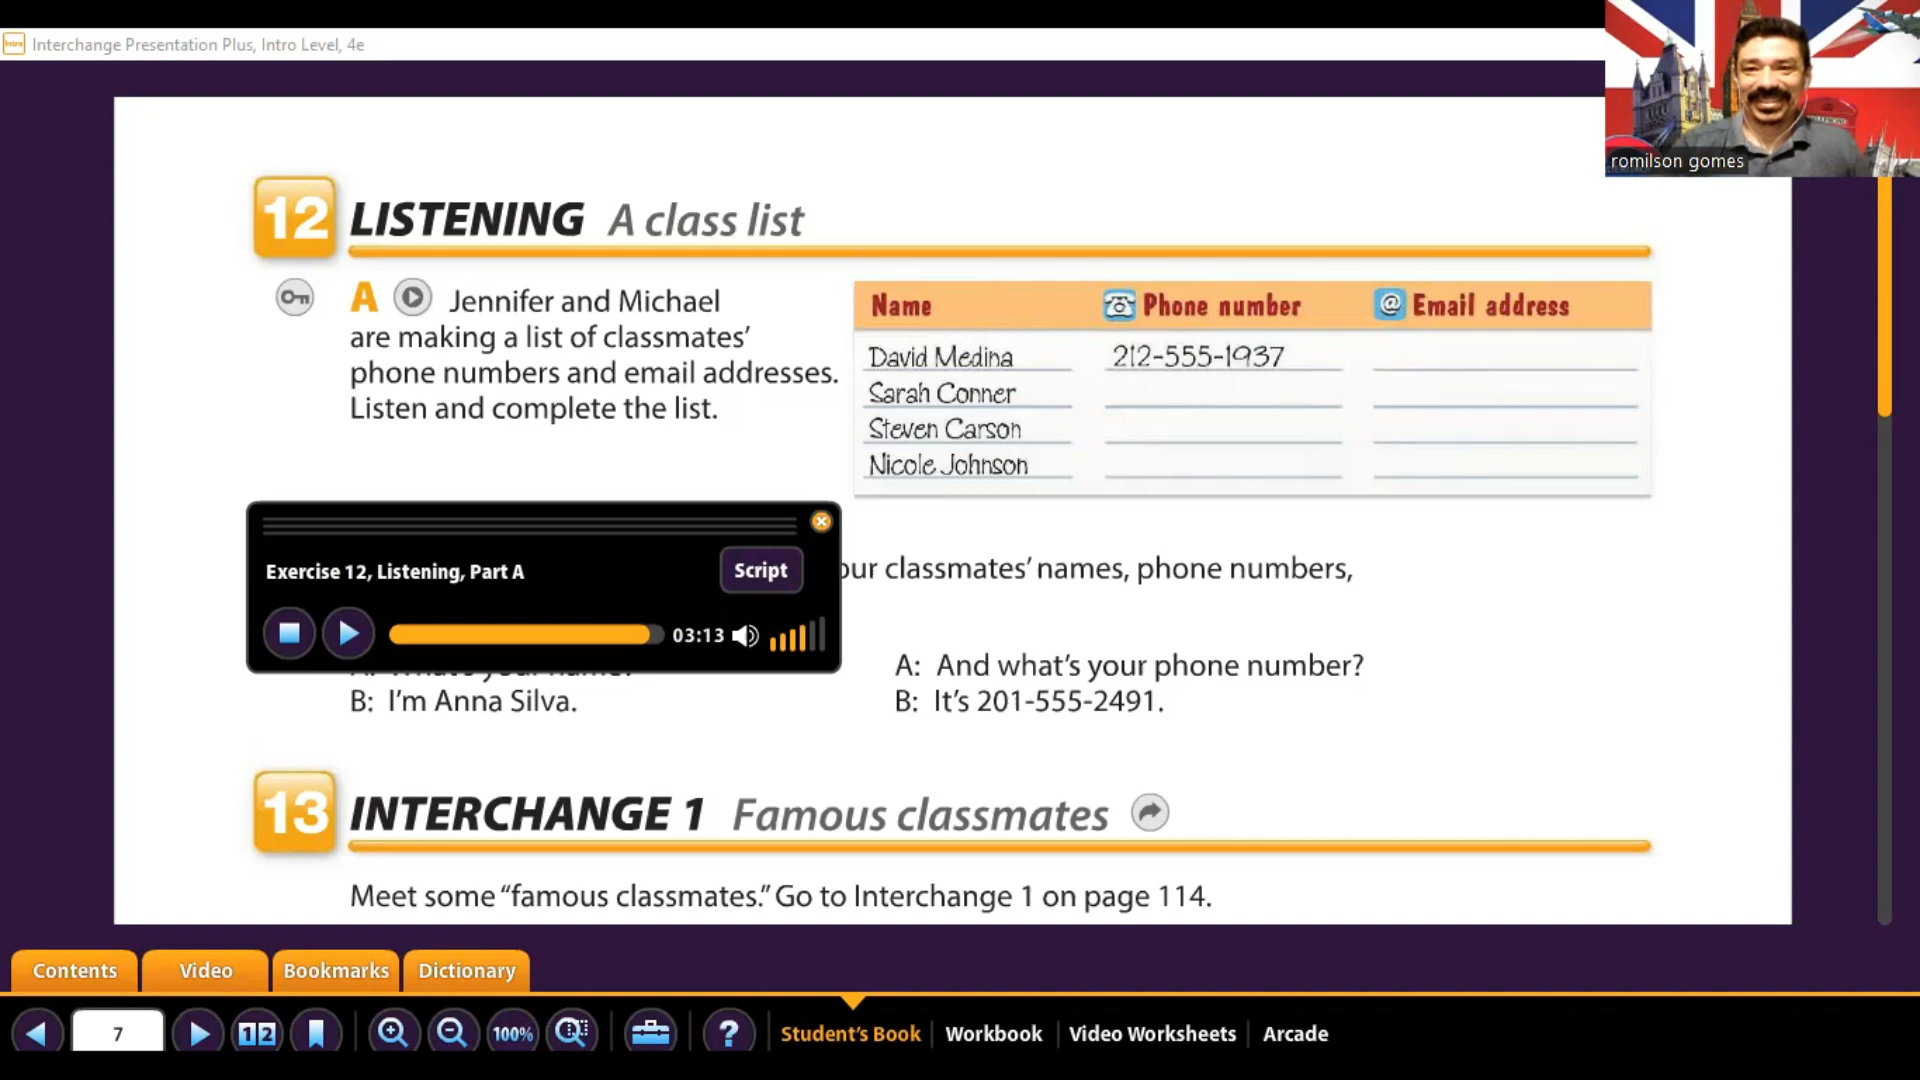 Interchange Presentation Plus, Intro Level, 4e
romilson gomes
12 LISTENING A class list
A Jennifer and Michael
are making a list of classmates'
phone numbers and email addresses.
Listen and complete the list.
Name Phone number @ Email address
David Medina 212-555-1937
Sarah Conner
Steven Carson
Nicole Johnson
Exercise 12, Listening, Part A Script
03:13
our classmates' names, phone numbers,
A: What's your name?
B: I'm Anna Silva.
A: And what's your phone number?
B: It's 201-555-2491.
13 INTERCHANGE 1 Famous classmates
Meet some "famous classmates." Go to Interchange 1 on page 114.
Contents Video Bookmarks Dictionary
7 12 100% ? Student's Book Workbook Video Worksheets Arcade